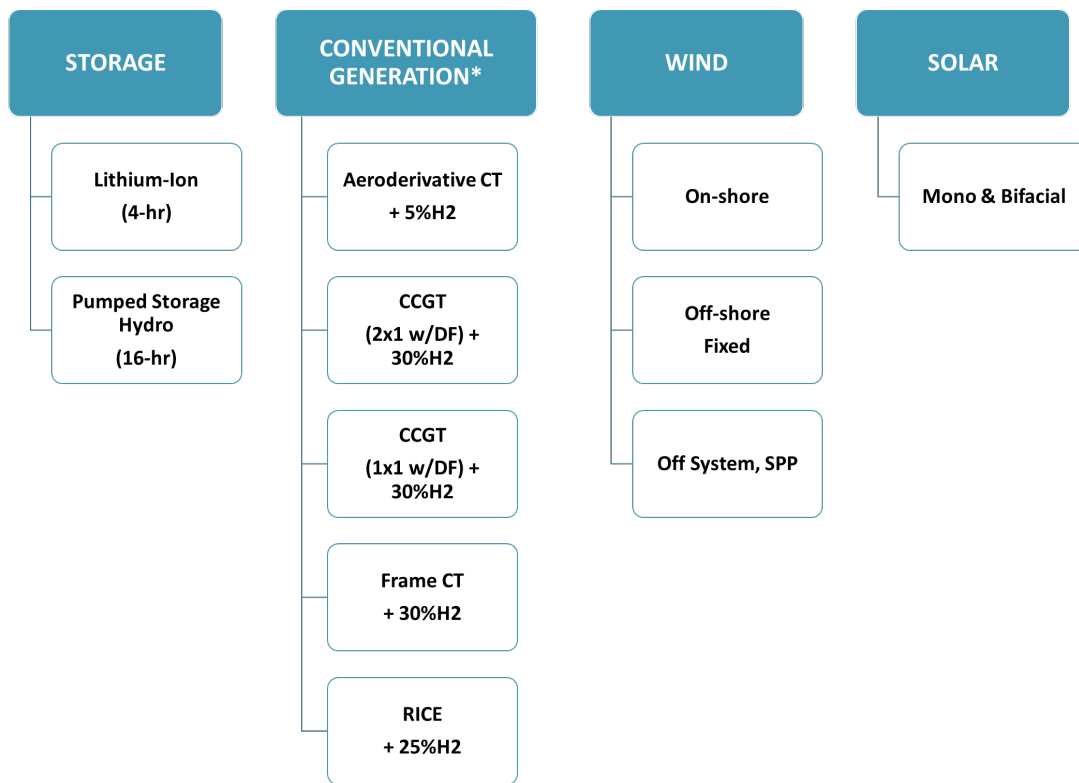 STORAGE
Lithium-Ion
(4-hr)
Pumped Storage
Hydro
(16-hr)
CONVENTIONAL
GENERATION*
Aeroderivative CT
+ 5%H2
CCGT
(2x1 w/DF) +
30%H2
CCGT
(1x1 w/DF) +
30%H2
Frame CT
+ 30%H2
RICE
+ 25%H2
WIND
On-shore
Off-shore
Fixed
Off System, SPP
SOLAR
Mono & Bifacial